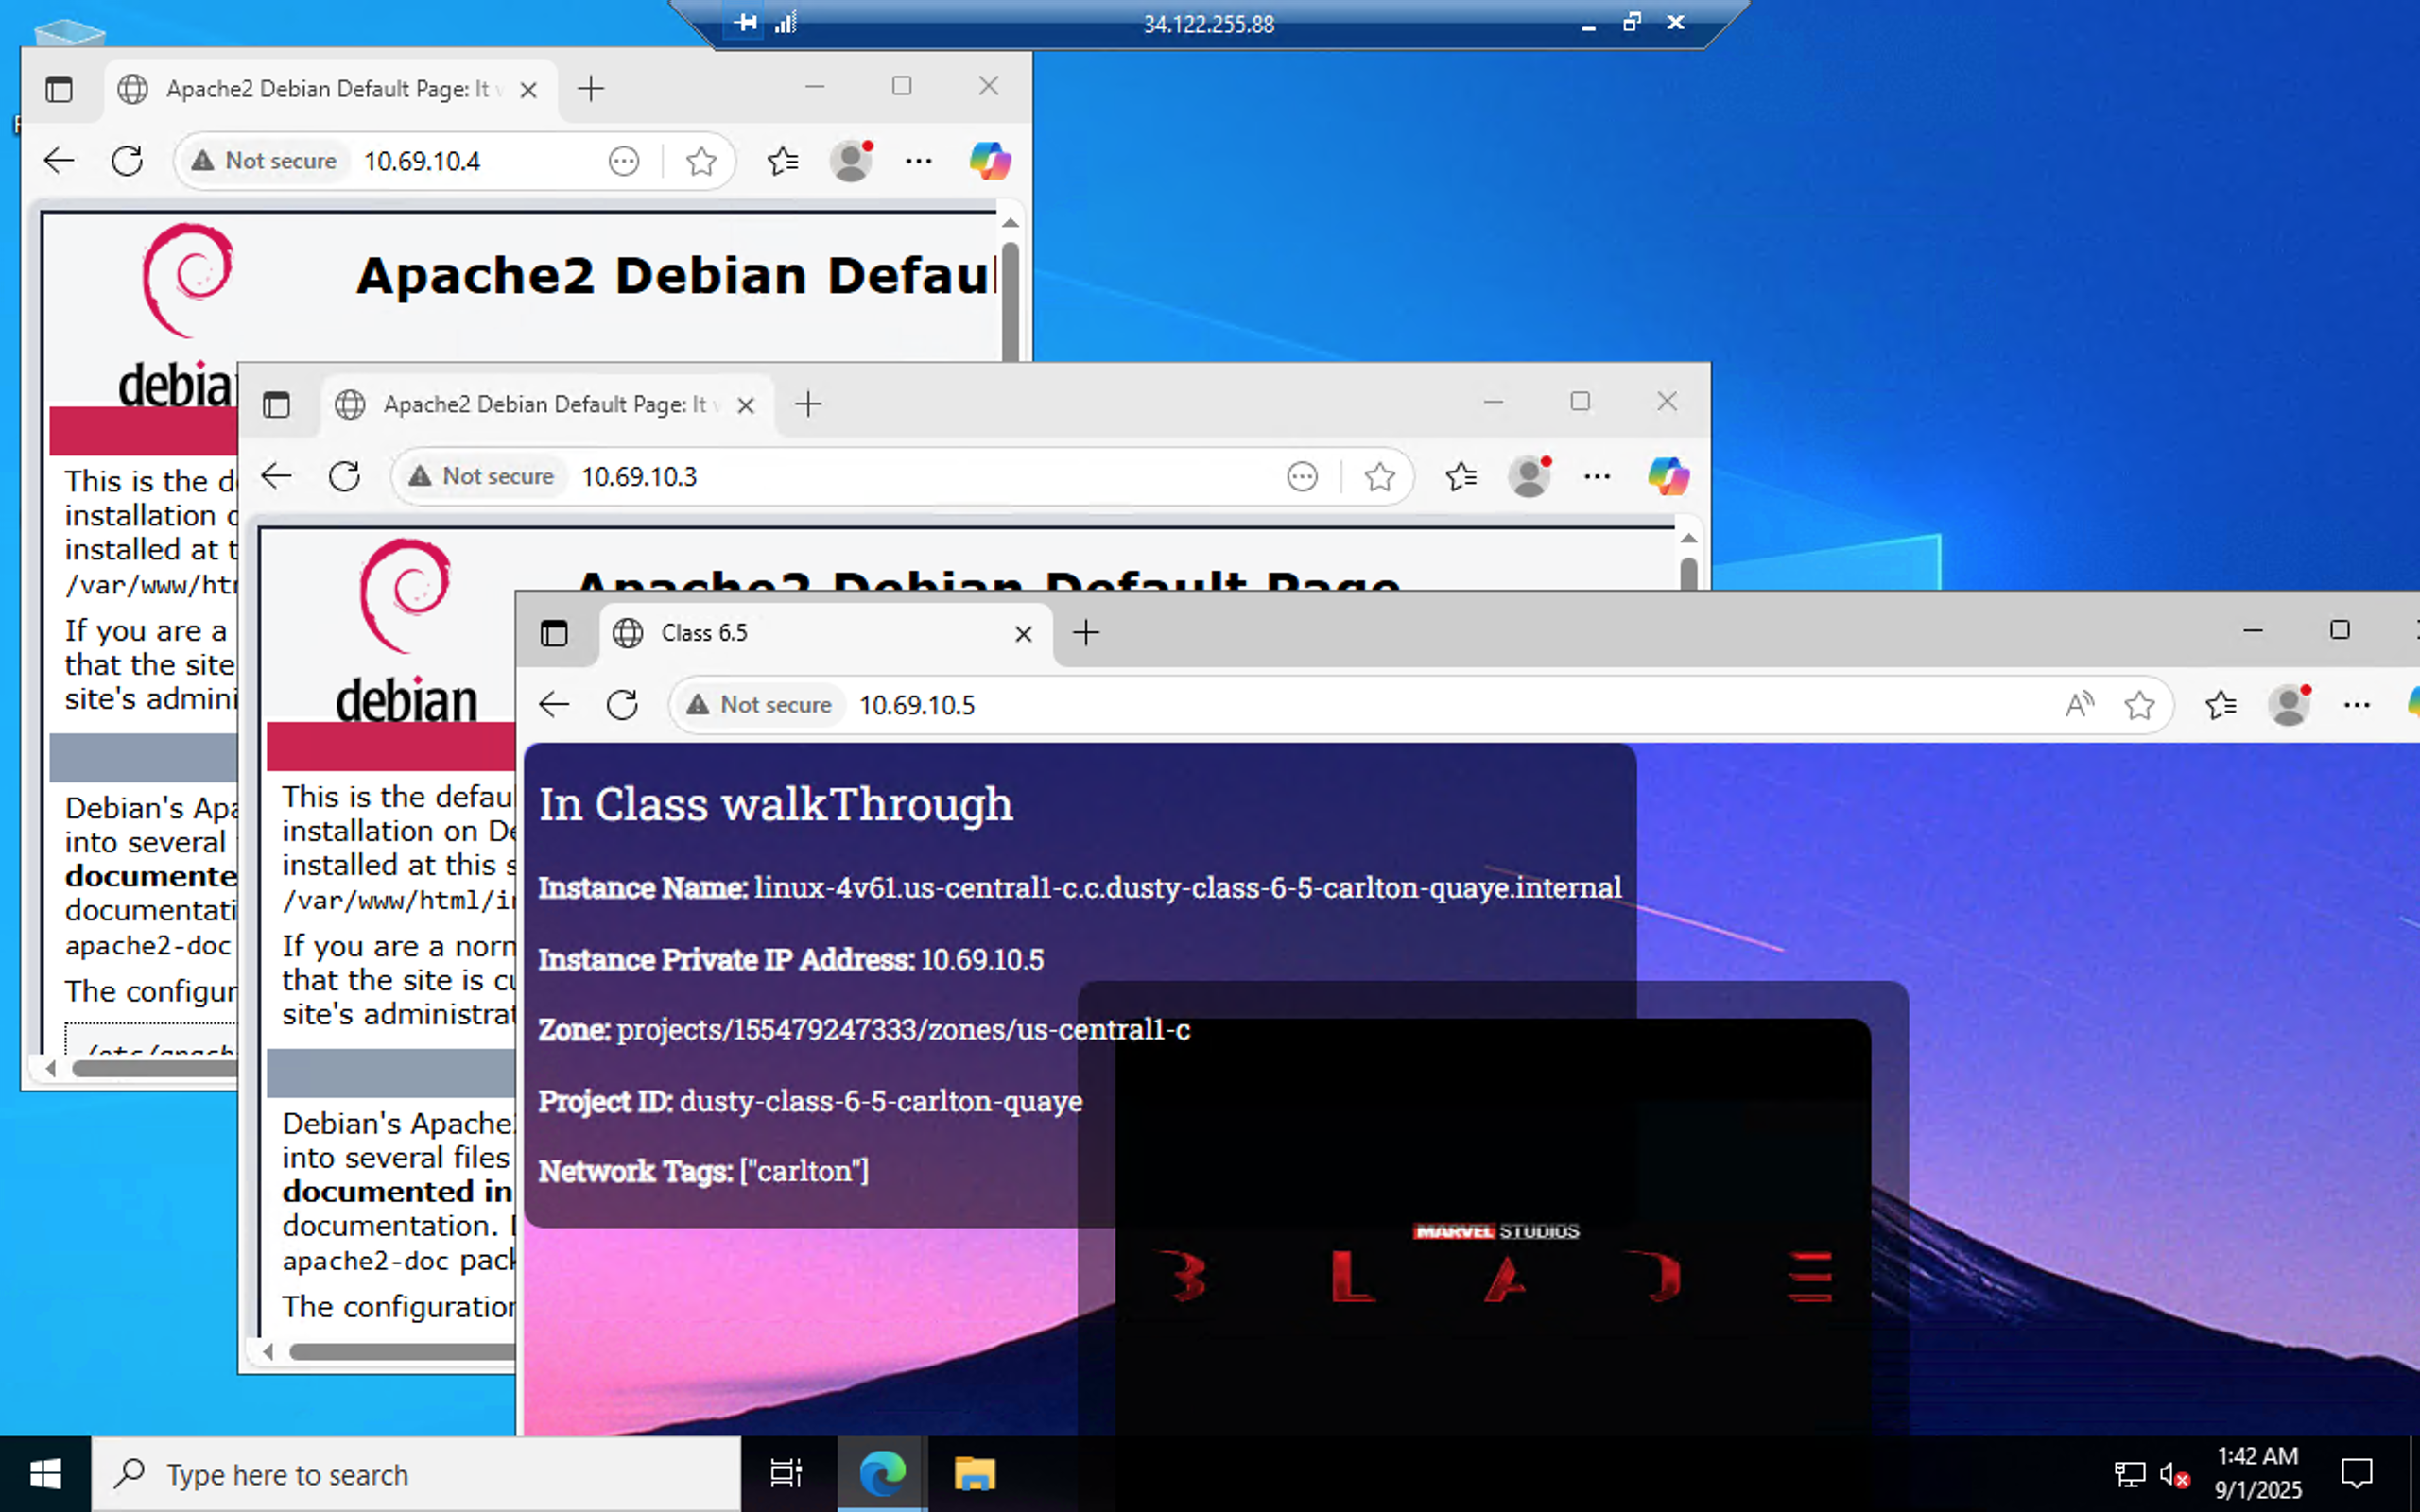 34.122.255.88
Apache2 Debian Default Page: It
Not secure 10.69.10.4
Apache2 Debian Defaul
debia
This is the d
installation
installed at t
/var/www/htm
If you are a
that the site
site's admini
Debian's Apa
into several
documente
documentati
apache2-doc
The configur
Apache2 Debian Default Page: It
Not secure 10.69.10.3
Apache2 Debian Default Page
debian
This is the defau
installation on De
installed at this s
/var/www/html/in
If you are a norm
that the site is cu
site's administrat
Debian's Apache
into several files
documented in
documentation.
apache2-doc pack
The configuration
Class 6.5
Not secure 10.69.10.5
In Class walkThrough
Instance Name: linux-4v61.us-central1-c.c.dusty-class-6-5-carlton-quaye.internal
Instance Private IP Address: 10.69.10.5
Zone: projects/155479247333/zones/us-central1-c
Project ID: dusty-class-6-5-carlton-quaye
Network Tags: ["carlton"]
MARVEL STUDIOS
BLADE
Type here to search
1:42 AM
9/1/2025